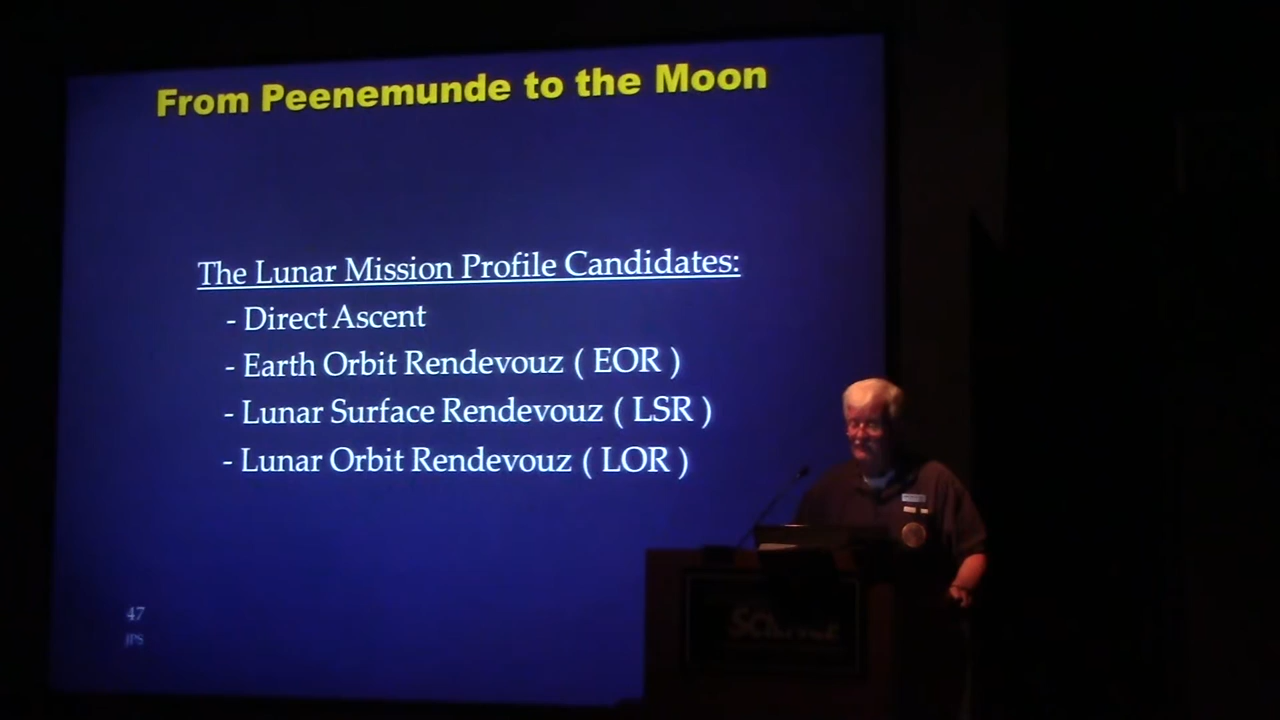 From Peenemunde to the Moon
The Lunar Mission Profile Candidates:
- Direct Ascent
- Earth Orbit Rendevouz ( EOR )
- Lunar Surface Rendevouz ( LSR )
- Lunar Orbit Rendevouz ( LOR )
47
JPS